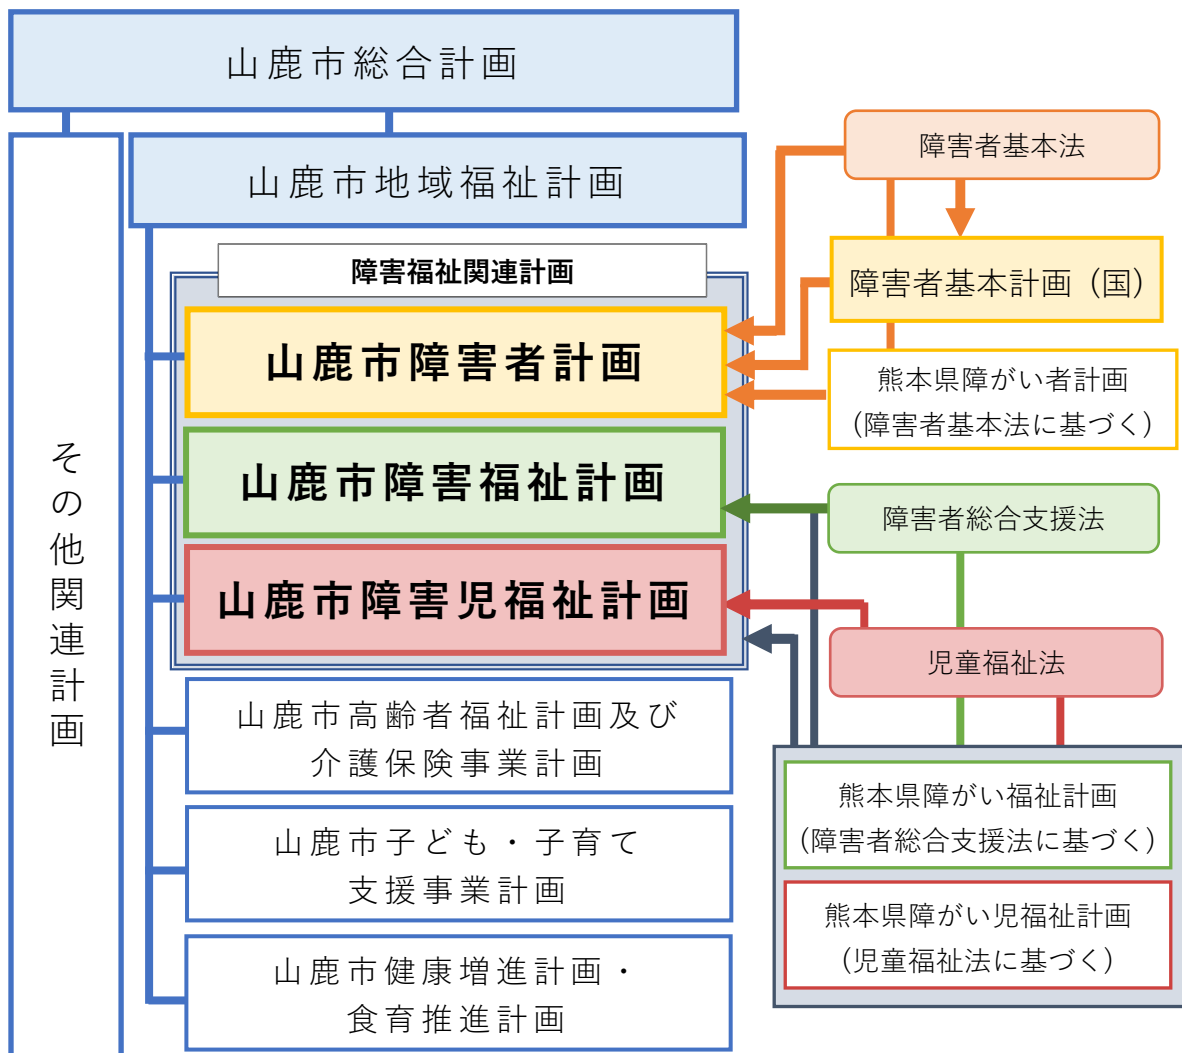 山鹿市総合計画
山鹿市地域福祉計画
その他関連計画
障害福祉関連計画
山鹿市障害者計画
山鹿市障害福祉計画
山鹿市障害児福祉計画
山鹿市高齢者福祉計画及び
介護保険事業計画
山鹿市子ども・子育て
支援事業計画
山鹿市健康増進計画・
食育推進計画
障害者基本法
障害者基本計画（国）
熊本県障がい者計画
（障害者基本法に基づく）
障害者総合支援法
児童福祉法
熊本県障がい福祉計画
（障害者総合支援法に基づく）
熊本県障がい児福祉計画
（児童福祉法に基づく）